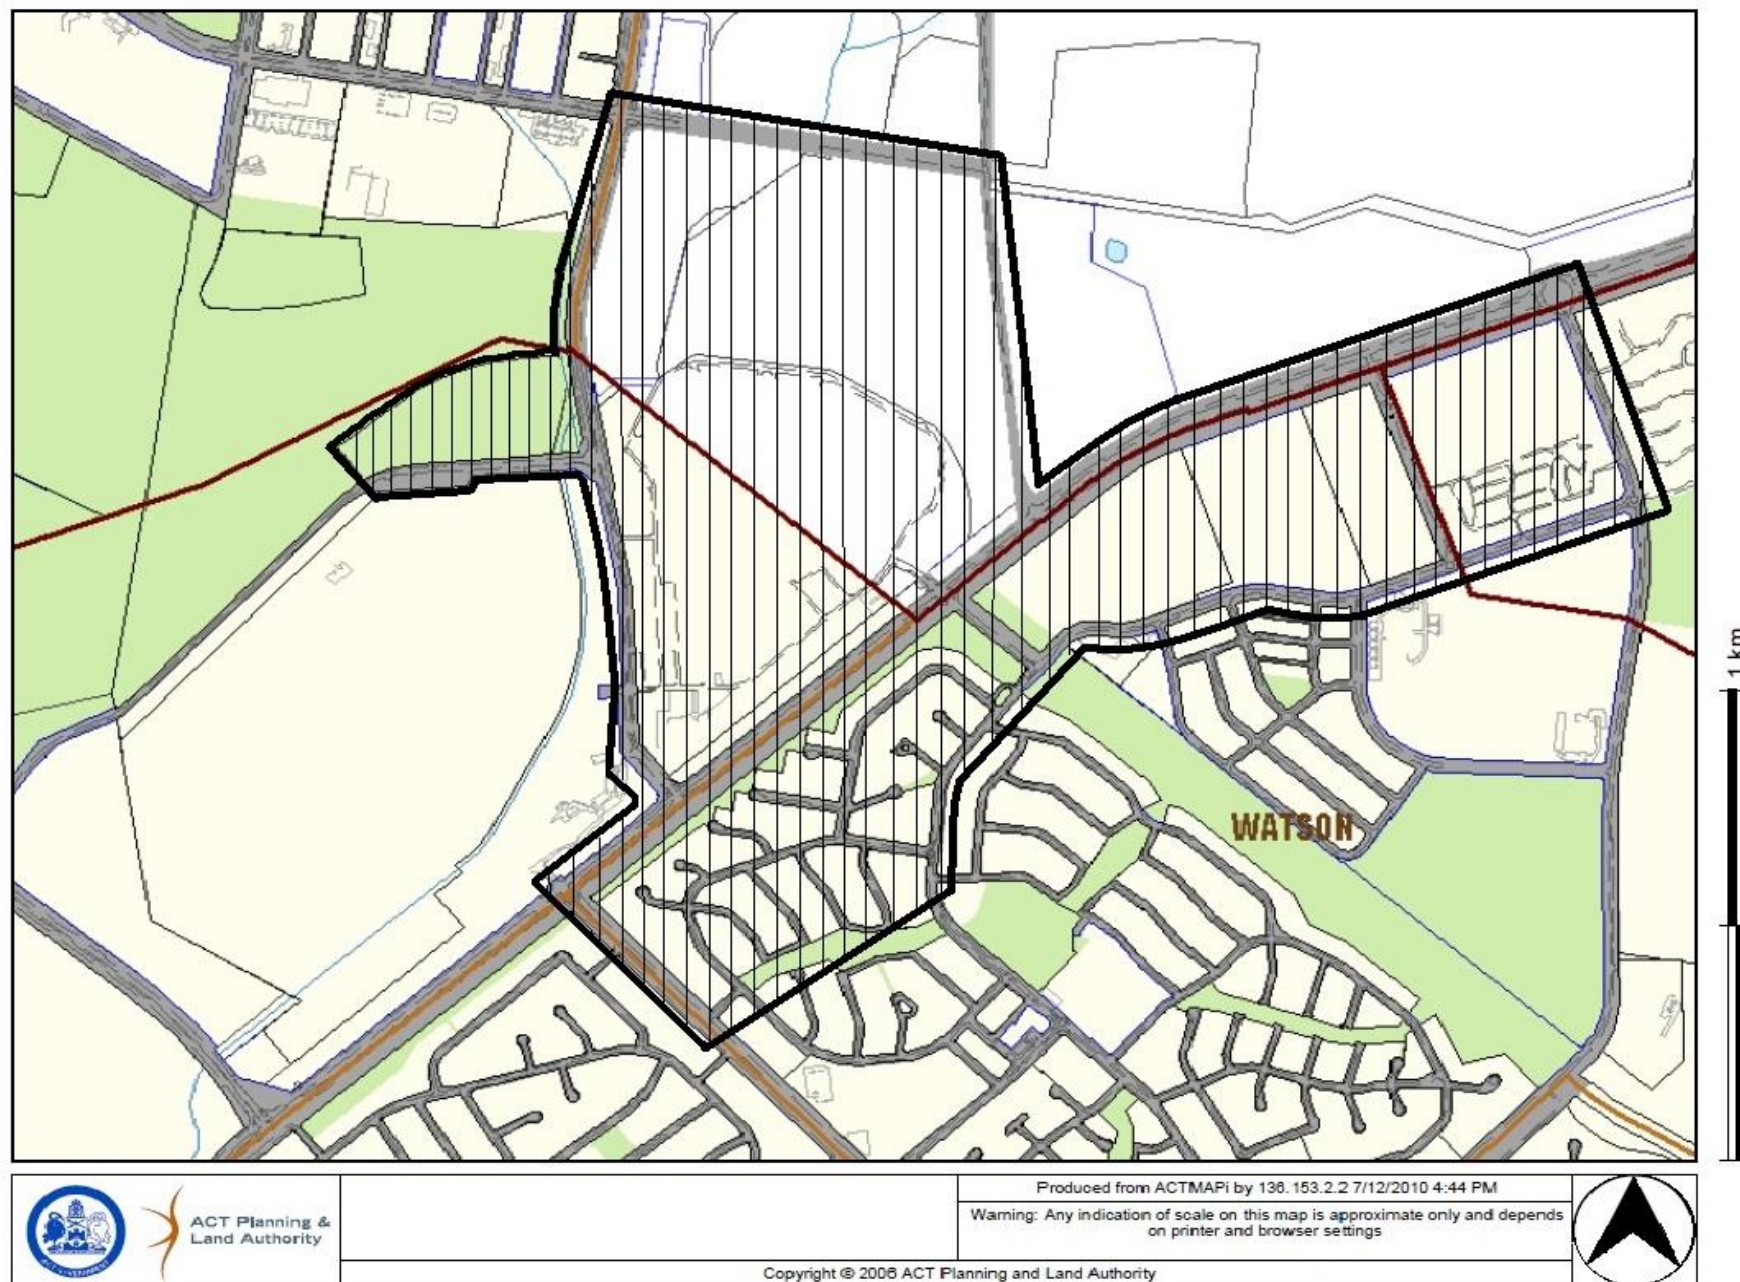 WATSON
1 km
ACT Planning &
Land Authority
Produced from ACTMAPi by 136.153.2.2 7/12/2010 4:44 PM
Warning: Any indication of scale on this map is approximate only and depends
on printer and browser settings
Copyright © 2006 ACT Planning and Land Authority